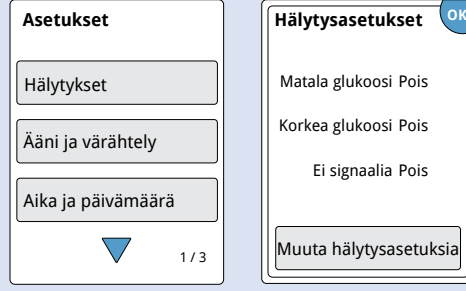 Asetukset
Hälytykset
Ääni ja värähtely
Aika ja päivämäärä
1 / 3
Hälytysasetukset
OK
Matala glukoosi Pois
Korkea glukoosi Pois
Ei signaalia Pois
Muuta hälytysasetuksia